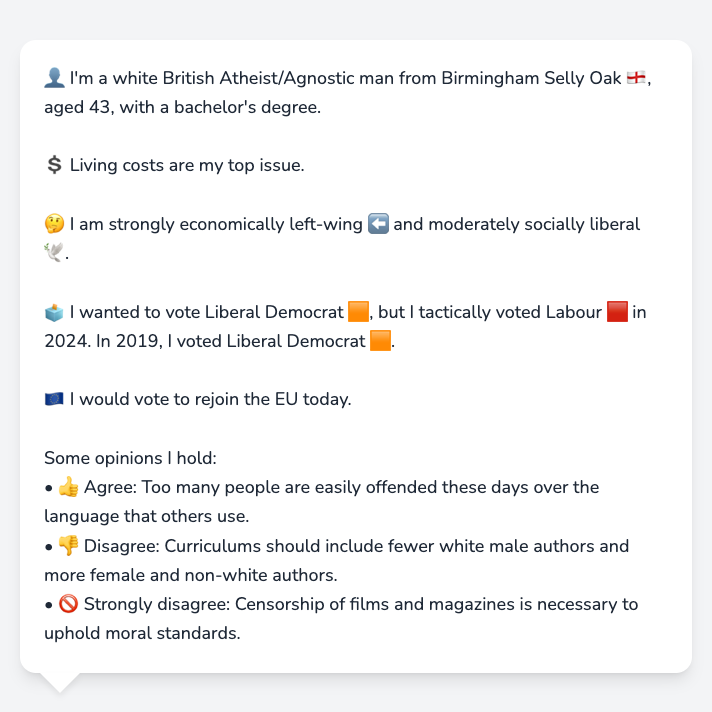 👤 I'm a white British Atheist/Agnostic man from Birmingham Selly Oak 🏴󠁧󠁢󠁥󠁮󠁧󠁿,
aged 43, with a bachelor's degree.
💲 Living costs are my top issue.
🤔 I am strongly economically left-wing ⬅️ and moderately socially liberal
🕊️.
🗳️ I wanted to vote Liberal Democrat 🟧, but I tactically voted Labour 🟥 in
2024. In 2019, I voted Liberal Democrat 🟧.
🇪🇺 I would vote to rejoin the EU today.
Some opinions I hold:
• 👍 Agree: Too many people are easily offended these days over the
language that others use.
• 👎 Disagree: Curriculums should include fewer white male authors and
more female and non-white authors.
• 🚫 Strongly disagree: Censorship of films and magazines is necessary to
uphold moral standards.